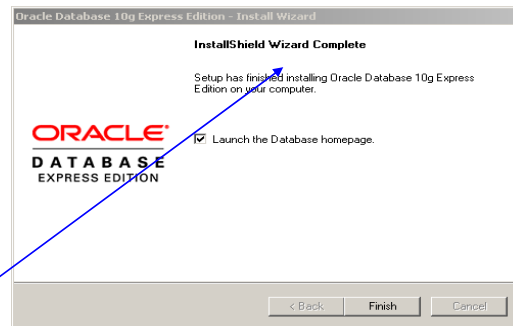 Oracle Database 10g Express Edition - Install Wizard
InstallShield Wizard Complete
Setup has finished installing Oracle Database 10g Express
Edition on your computer.
ORACLE®
DATABASE
EXPRESS EDITION
Launch the Database homepage.
< Back
Finish
Cancel